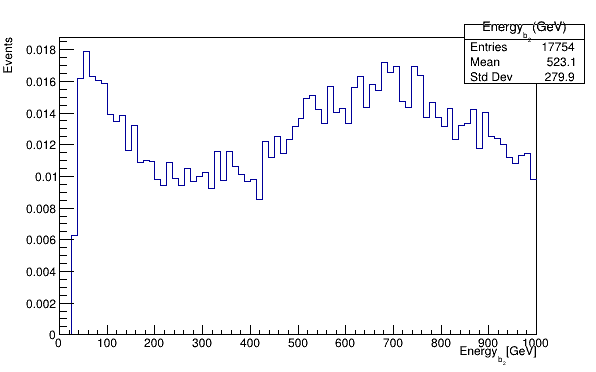 Energy_b_2(GeV)
Entries 17754
Mean 523.1
Std Dev 279.9
Events
0.018
0.016
0.014
0.012
0.01
0.008
0.006
0.004
0.002
0
0 100 200 300 400 500 600 700 800 900 1000
Energy_b_2[GeV]